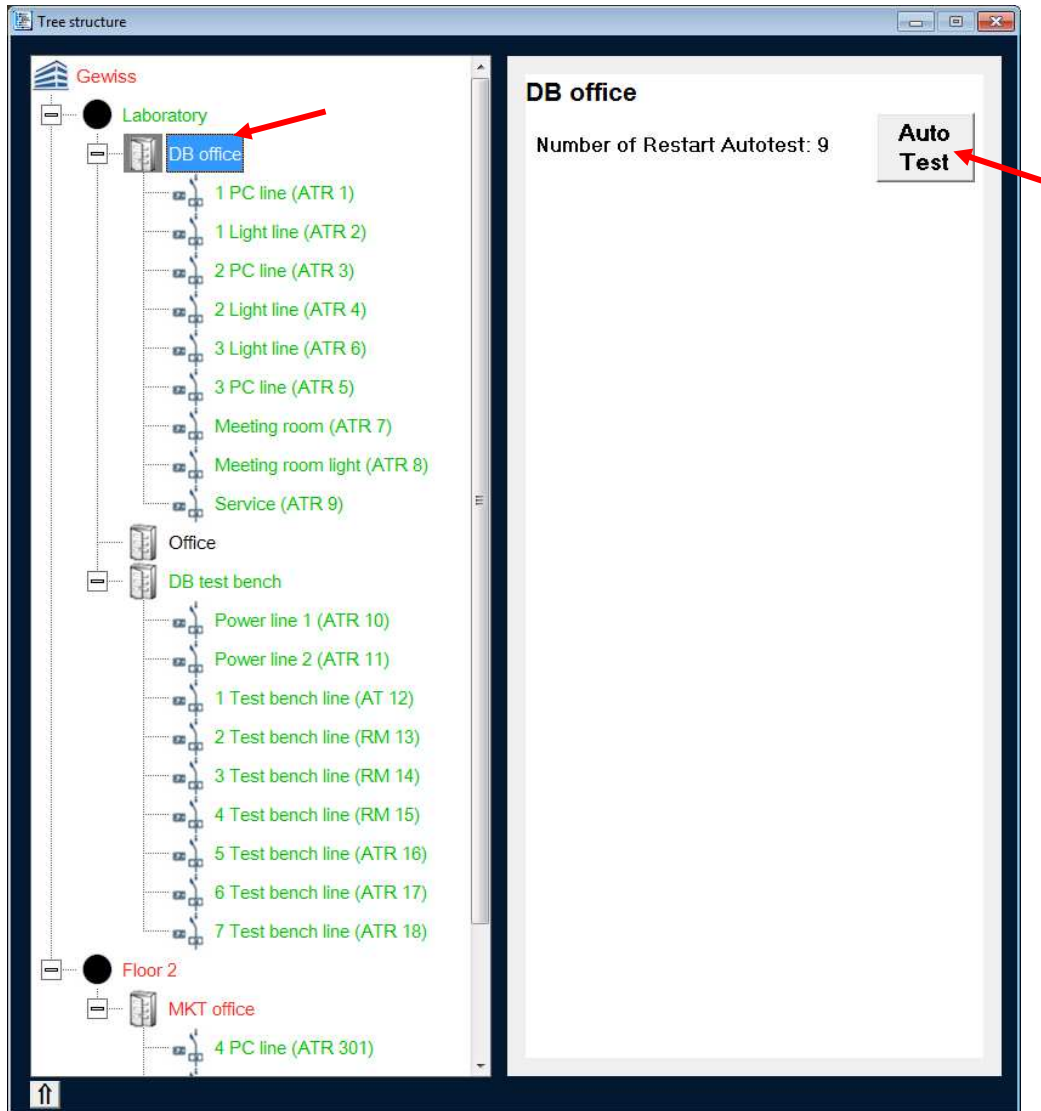 Tree structure
Gewiss
Laboratory
DB office
1 PC line (ATR 1)
1 Light line (ATR 2)
2 PC line (ATR 3)
2 Light line (ATR 4)
3 Light line (ATR 6)
3 PC line (ATR 5)
Meeting room (ATR 7)
Meeting room light (ATR 8)
Service (ATR 9)
Office
DB test bench
Power line 1 (ATR 10)
Power line 2 (ATR 11)
1 Test bench line (AT 12)
2 Test bench line (RM 13)
3 Test bench line (RM 14)
4 Test bench line (RM 15)
5 Test bench line (ATR 16)
6 Test bench line (ATR 17)
7 Test bench line (ATR 18)
Floor 2
MKT office
4 PC line (ATR 301)
DB office
Number of Restart Autotest: 9
Auto
Test